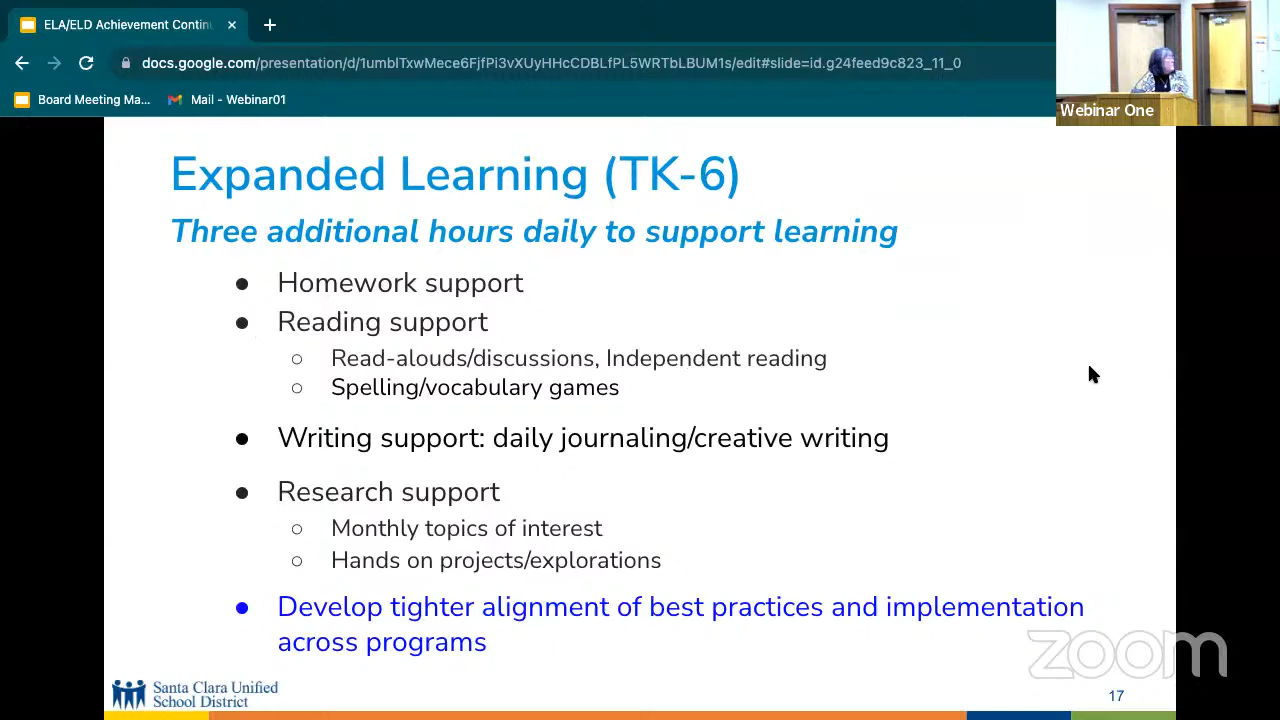 ELA/ELD Achievement Contin
docs.google.com/presentation/d/1umbITxwMece6FjfPi3vXUyHHcCDBLfPL5WRTbLBUM1s/edit#slide=id.g24feed9c823_11_0
Board Meeting Ma... Mail - Webinar01
Webinar One
Expanded Learning (TK-6)
Three additional hours daily to support learning
● Homework support
● Reading support
○ Read-alouds/discussions, Independent reading
○ Spelling/vocabulary games
● Writing support: daily journaling/creative writing
● Research support
○ Monthly topics of interest
○ Hands on projects/explorations
● Develop tighter alignment of best practices and implementation
across programs
zoom
Santa Clara Unified
School District
17